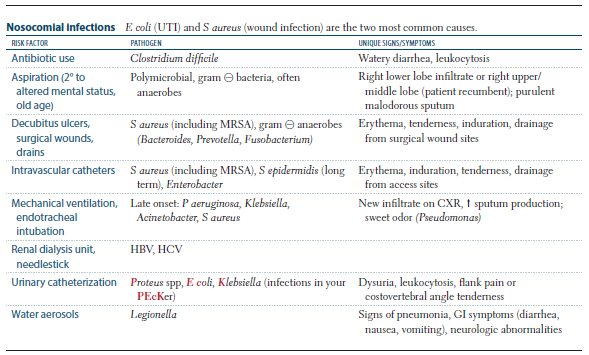 Nosocomial infections E coli (UTI) and S aureus (wound infection) are the two most common causes.
RISK FACTOR PATHOGEN UNIQUE SIGNS/SYMPTOMS
Antibiotic use Clostridium difficile Watery diarrhea, leukocytosis
Aspiration (2° to Polymicrobial, gram ⊖ bacteria, often Right lower lobe infiltrate or right upper/
altered mental status, anaerobes middle lobe (patient recumbent); purulent
old age) malodorous sputum
Decubitus ulcers, S aureus (including MRSA), gram ⊖ anaerobes Erythema, tenderness, induration, drainage
surgical wounds, (Bacteroides, Prevotella, Fusobacterium) from surgical wound sites
drains
Intravascular catheters S aureus (including MRSA), S epidermidis (long Erythema, induration, tenderness, drainage
term), Enterobacter from access sites
Mechanical ventilation, Late onset: P aeruginosa, Klebsiella, New infiltrate on CXR, ↑ sputum production;
endotracheal Acinetobacter, S aureus sweet odor (Pseudomonas)
intubation
Renal dialysis unit, HBV, HCV
needlestick
Urinary catheterization Proteus spp, E coli, Klebsiella (infections in your Dysuria, leukocytosis, flank pain or
PEcKer) costovertebral angle tenderness
Water aerosols Legionella Signs of pneumonia, GI symptoms (diarrhea,
nausea, vomiting), neurologic abnormalities